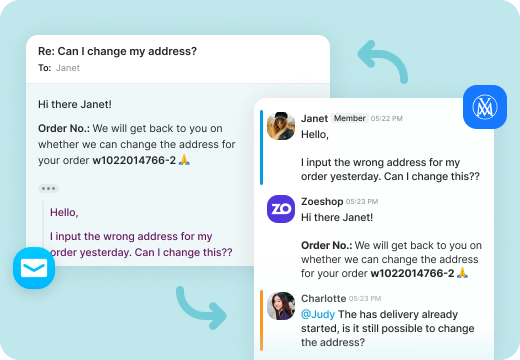 Re: Can I change my address?
To: Janet
Hi there Janet!
Order No.: We will get back to you on
whether we can change the address for
your order w1022014766-2🙏
Hello,
I input the wrong address for my
order yesterday. Can I change this??
Janet Member 05:22 PM
Hello,
I input the wrong address for my
order yesterday. Can I change this??
ZO
Zoeshop 05:23 PM
Hi there Janet!
Order No.: We will get back to you on
whether we can change the address
for your order w1022014766-2🙏
Charlotte 05:23 PM
@Judy The has delivery already
started, is it still possible to change
the address?